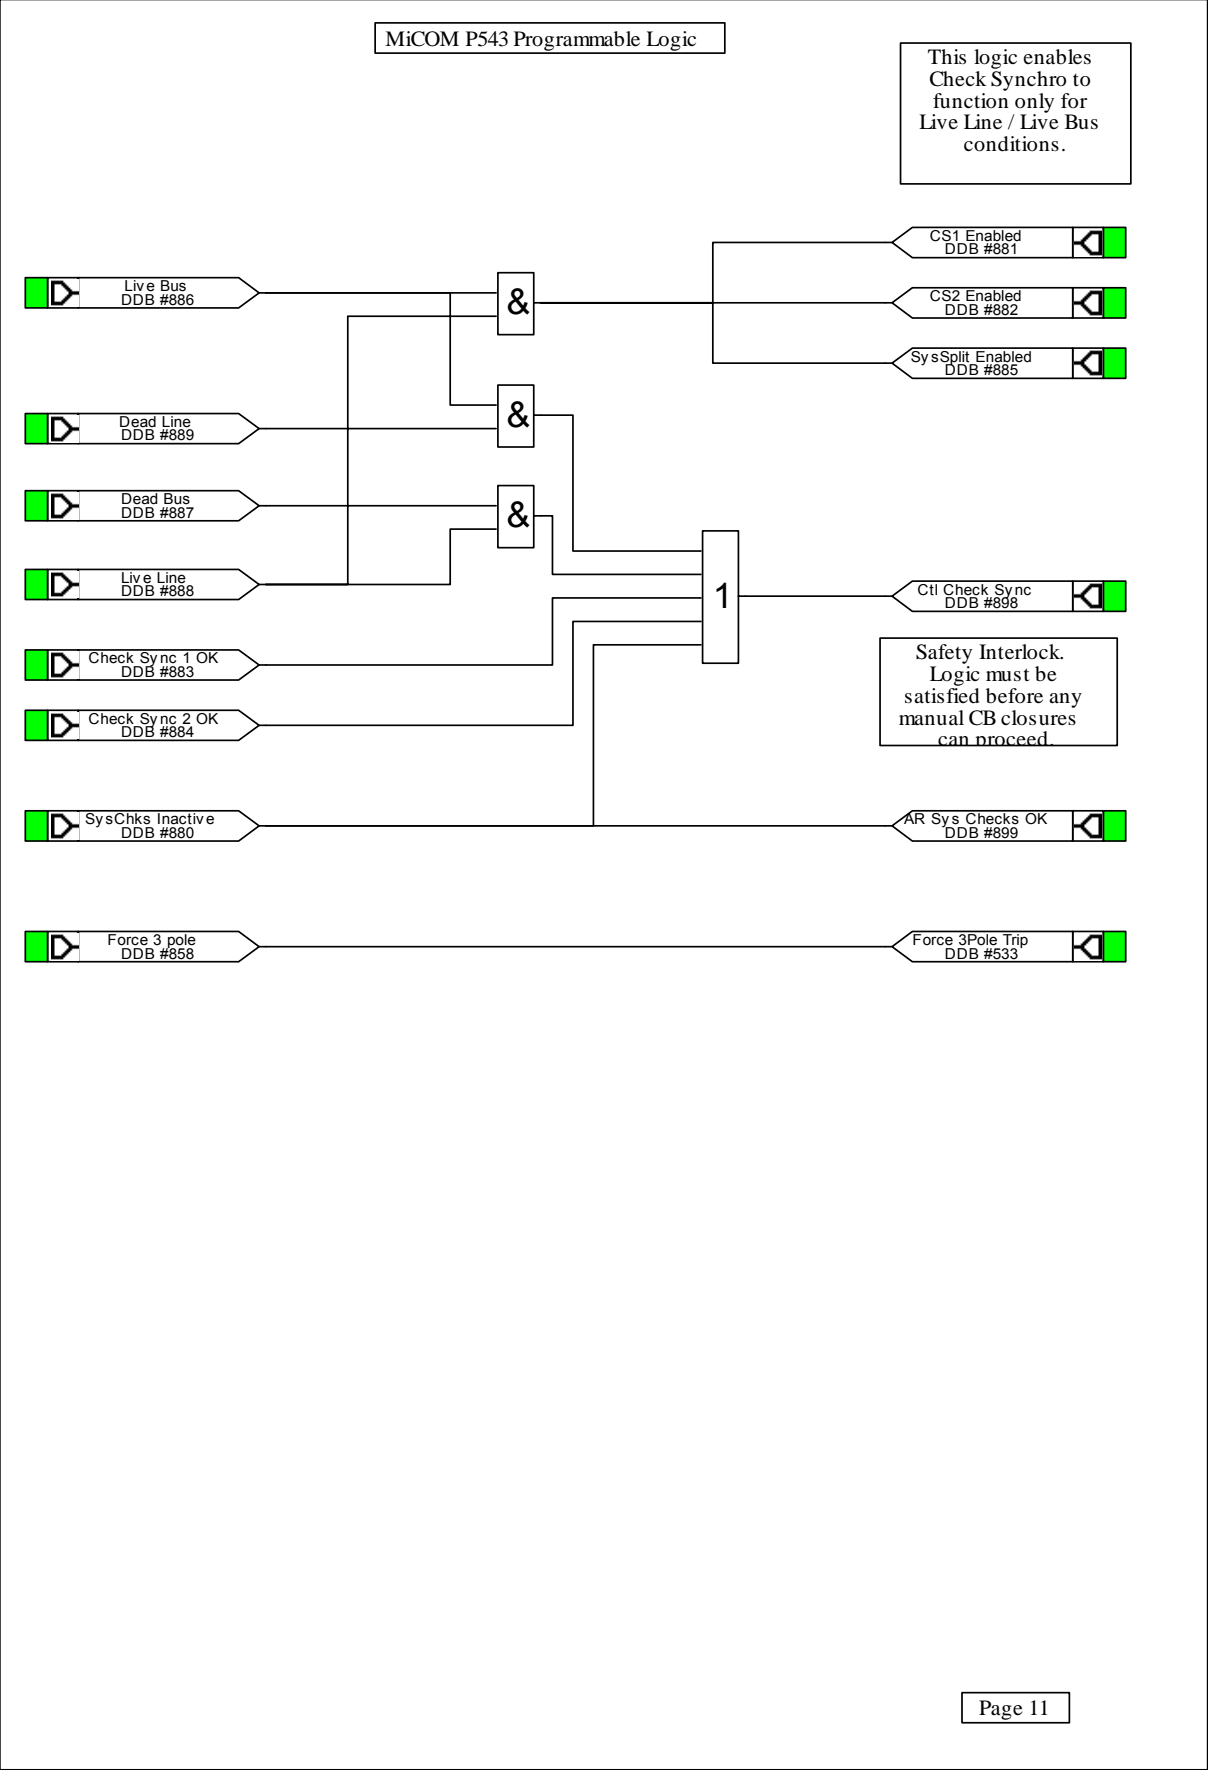 MiCOM P543 Programmable Logic
This logic enables
Check Synchro to
function only for
Live Line / Live Bus
conditions.
CS1 Enabled
DDB #881
Live Bus
DDB #886
&
CS2 Enabled
DDB #882
SysSplit Enabled
DDB #885
Dead Line
DDB #889
&
Dead Bus
DDB #887
&
Live Line
DDB #888
1
Ctl Check Sync
DDB #898
Safety Interlock.
Logic must be
satisfied before any
manual CB closures
can proceed.
Check Sync 1 OK
DDB #883
Check Sync 2 OK
DDB #884
SysChks Inactive
DDB #880
AR Sys Checks OK
DDB #899
Force 3 pole
DDB #858
Force 3Pole Trip
DDB #533
Page 11